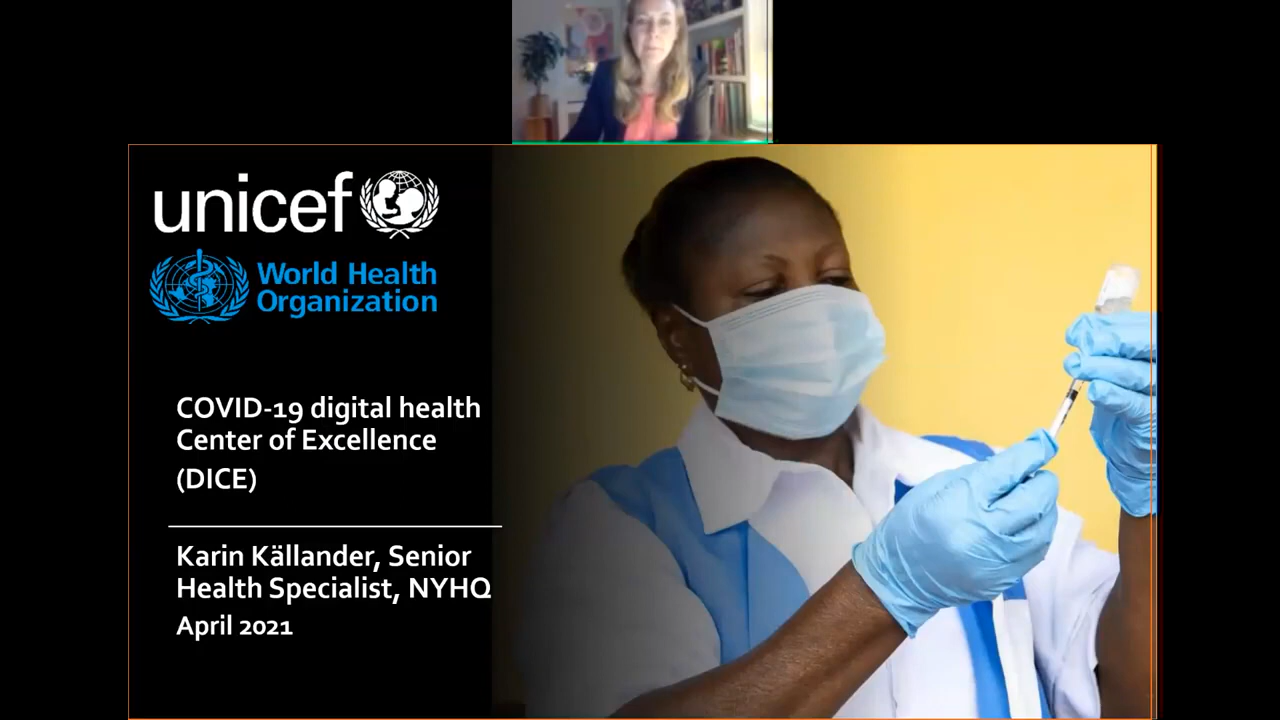 unicef
World Health
Organization
COVID-19 digital health
Center of Excellence
(DICE)
Karin Källander, Senior
Health Specialist, NYHQ
April 2021